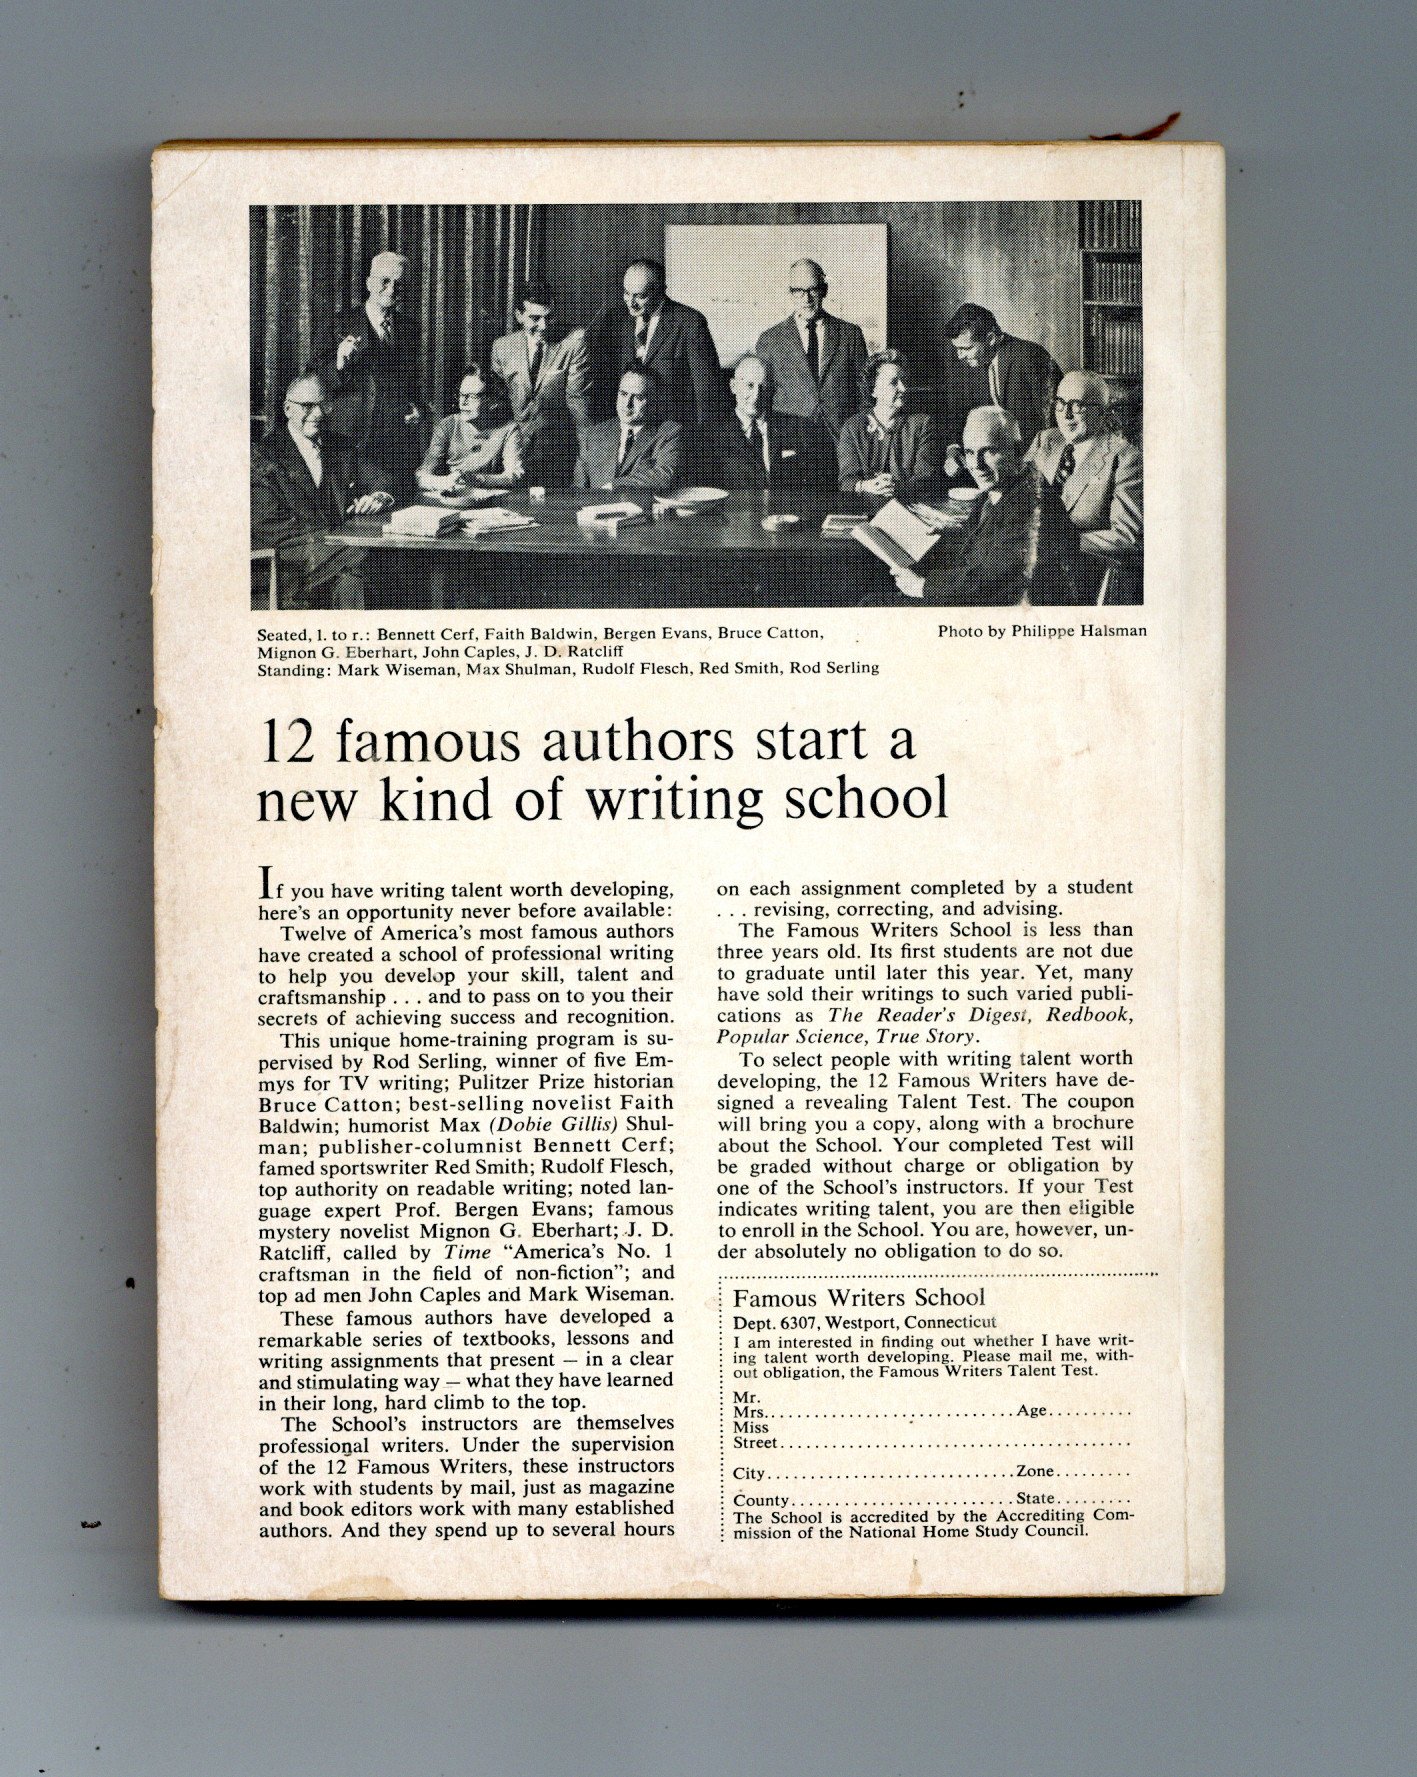 Seated, l. to r.: Bennett Cerf, Faith Baldwin, Bergen Evans, Bruce Catton,
Mignon G. Eberhart, John Caples, J. D. Ratcliff
Standing: Mark Wiseman, Max Shulman, Rudolf Flesch, Red Smith, Rod Serling
Photo by Philippe Halsman
12 famous authors start a
new kind of writing school
If you have writing talent worth developing,
here's an opportunity never before available:
Twelve of America's most famous authors
have created a school of professional writing
to help you develop your skill, talent and
craftsmanship . . . and to pass on to you their
secrets of achieving success and recognition.
This unique home-training program is su-
pervised by Rod Serling, winner of five Em-
mys for TV writing; Pulitzer Prize historian
Bruce Catton; best-selling novelist Faith
Baldwin; humorist Max (Dobie Gillis) Shul-
man; publisher-columnist Bennett Cerf;
famed sportswriter Red Smith; Rudolf Flesch,
top authority on readable writing; noted lan-
guage expert Prof. Bergen Evans; famous
mystery novelist Mignon G. Eberhart; J. D.
Ratcliff, called by Time “America's No. 1
craftsman in the field of non-fiction”; and
top ad men John Caples and Mark Wiseman.
These famous authors have developed a
remarkable series of textbooks, lessons and
writing assignments that present — in a clear
and stimulating way — what they have learned
in their long, hard climb to the top.
The School's instructors are themselves
professional writers. Under the supervision
of the 12 Famous Writers, these instructors
work with students by mail, just as magazine
and book editors work with many established
authors. And they spend up to several hours
on each assignment completed by a student
. . . revising, correcting, and advising.
The Famous Writers School is less than
three years old. Its first students are not due
to graduate until later this year. Yet, many
have sold their writings to such varied publi-
cations as The Reader's Digest, Redbook,
Popular Science, True Story.
To select people with writing talent worth
developing, the 12 Famous Writers have de-
signed a revealing Talent Test. The coupon
will bring you a copy, along with a brochure
about the School. Your completed Test will
be graded without charge or obligation by
one of the School's instructors. If your Test
indicates writing talent, you are then eligible
to enroll in the School. You are, however, un-
der absolutely no obligation to do so.
Famous Writers School
Dept. 6307, Westport, Connecticut
I am interested in finding out whether I have writ-
ing talent worth developing. Please mail me, with-
out obligation, the Famous Writers Talent Test.
Mr.
Mrs.............................Age..........
Miss
Street.........................................
City.............................Zone.........
County..........................State.........
The School is accredited by the Accrediting Com-
mission of the National Home Study Council.